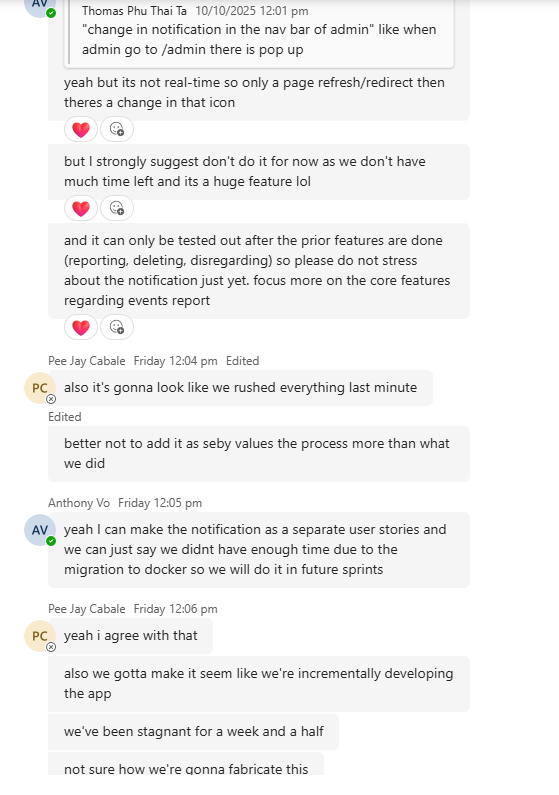 AV
Thomas Phu Thai Ta 10/10/2025 12:01 pm
"change in notification in the nav bar of admin" like when
admin go to /admin there is pop up
yeah but its not real-time so only a page refresh/redirect then
theres a change in that icon
but I strongly suggest don't do it for now as we don't have
much time left and its a huge feature lol
and it can only be tested out after the prior features are done
(reporting, deleting, disregarding) so please do not stress
about the notification just yet. focus more on the core features
regarding events report
Pee Jay Cabale Friday 12:04 pm Edited
PC
also it's gonna look like we rushed everything last minute
Edited
better not to add it as seby values the process more than what
we did
Anthony Vo Friday 12:05 pm
AV
yeah I can make the notification as a separate user stories and
we can just say we didnt have enough time due to the
migration to docker so we will do it in future sprints
Pee Jay Cabale Friday 12:06 pm
PC
yeah i agree with that
also we gotta make it seem like we're incrementally developing
the app
we've been stagnant for a week and a half
not sure how we're gonna fabricate this